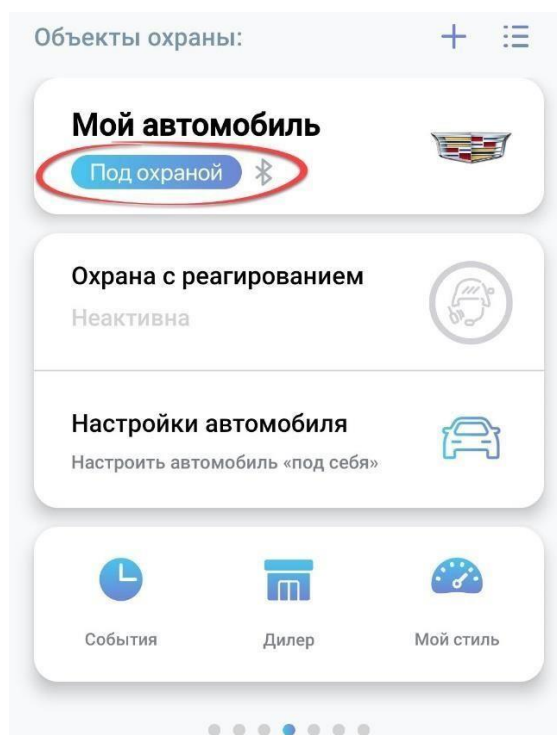 Объекты охраны:
Мой автомобиль
Под охраной
Охрана с реагированием
Неактивна
Настройки автомобиля
Настроить автомобиль «под себя»
События
Дилер
Мой стиль